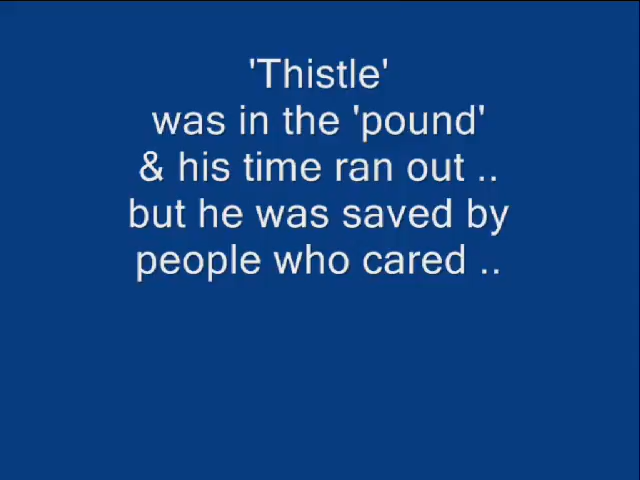 'Thistle'
was in the 'pound'
& his time ran out ..
but he was saved by
people who cared ..